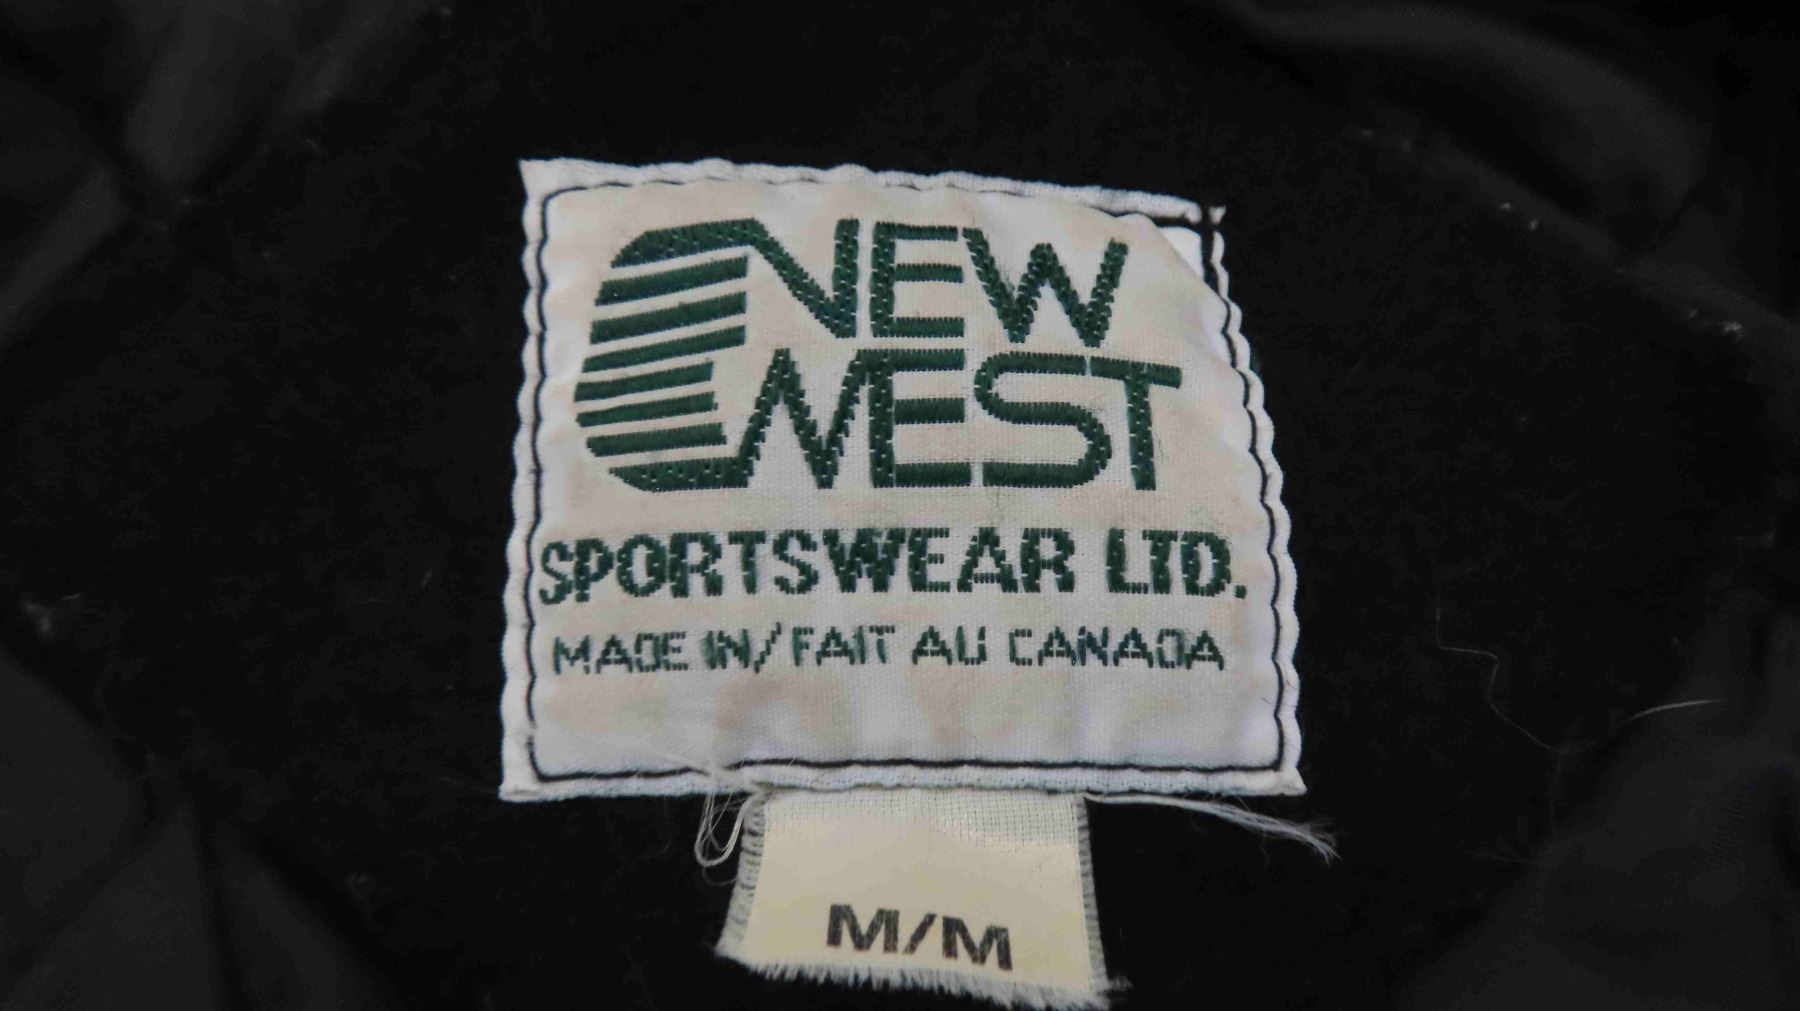 NEW
WEST
SPORTSWEAR LTD.
MADE IN/FAIT AU CANADA
M/M